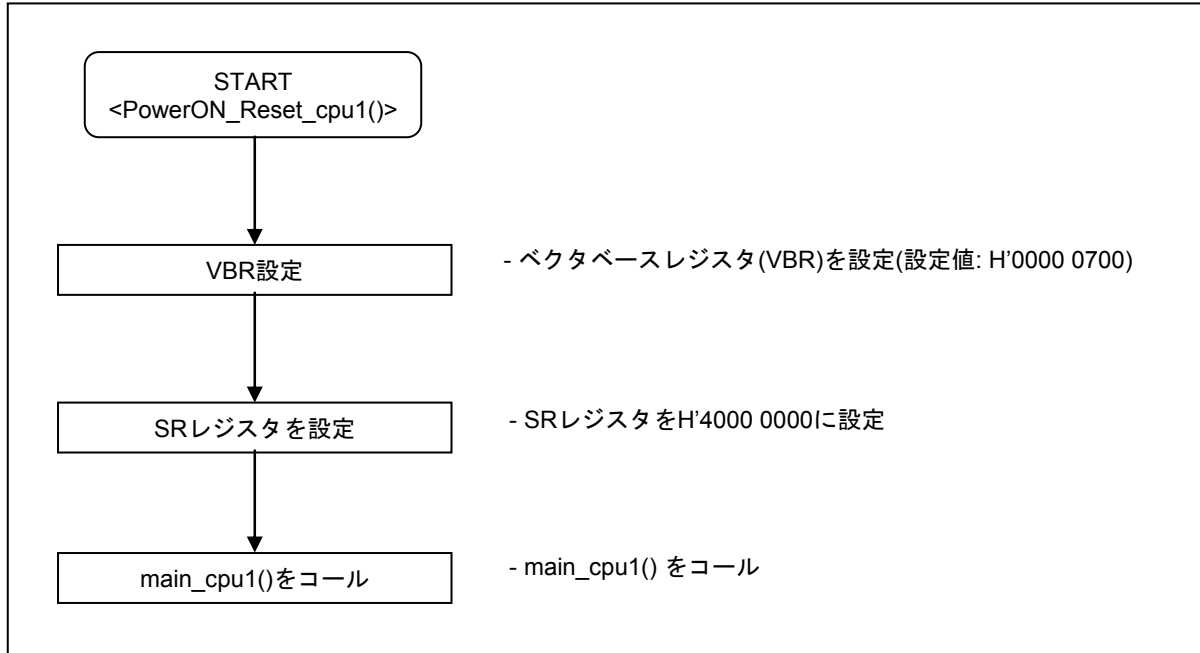 START
<PowerON_Reset_cpu1()>
VBR設定
- ベクタベースレジスタ(VBR)を設定(設定値: H’0000 0700)
SRレジスタを設定
- SRレジスタをH’4000 0000に設定
main_cpu1()をコール
- main_cpu1() をコール